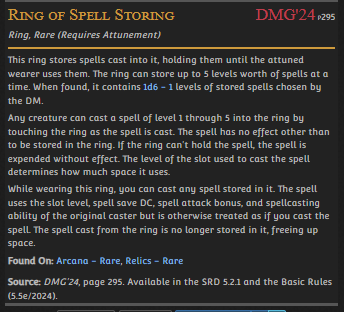 Ring of Spell Storing DMG'24 p295
Ring, Rare (Requires Attunement)
This ring stores spells cast into it, holding them until the attuned
wearer uses them. The ring can store up to 5 levels worth of spells at
a time. When found, it contains 1d6 − 1 levels of stored spells chosen
by the DM.
Any creature can cast a spell of level 1 through 5 into the ring by
touching the ring as the spell is cast. The spell has no effect other than
to be stored in the ring. If the ring can't hold the spell, the spell is
expended without effect. The level of the slot used to cast the spell
determines how much space it uses.
While wearing this ring, you can cast any spell stored in it. The spell
uses the slot level, spell save DC, spell attack bonus, and spellcasting
ability of the original caster but is otherwise treated as if you cast the
spell. The spell cast from the ring is no longer stored in it, freeing up
space.
Found On: Arcana – Rare, Relics – Rare
Source: DMG'24, page 295. Available in the SRD 5.2.1 and the Basic Rules
(5.5e/2024).